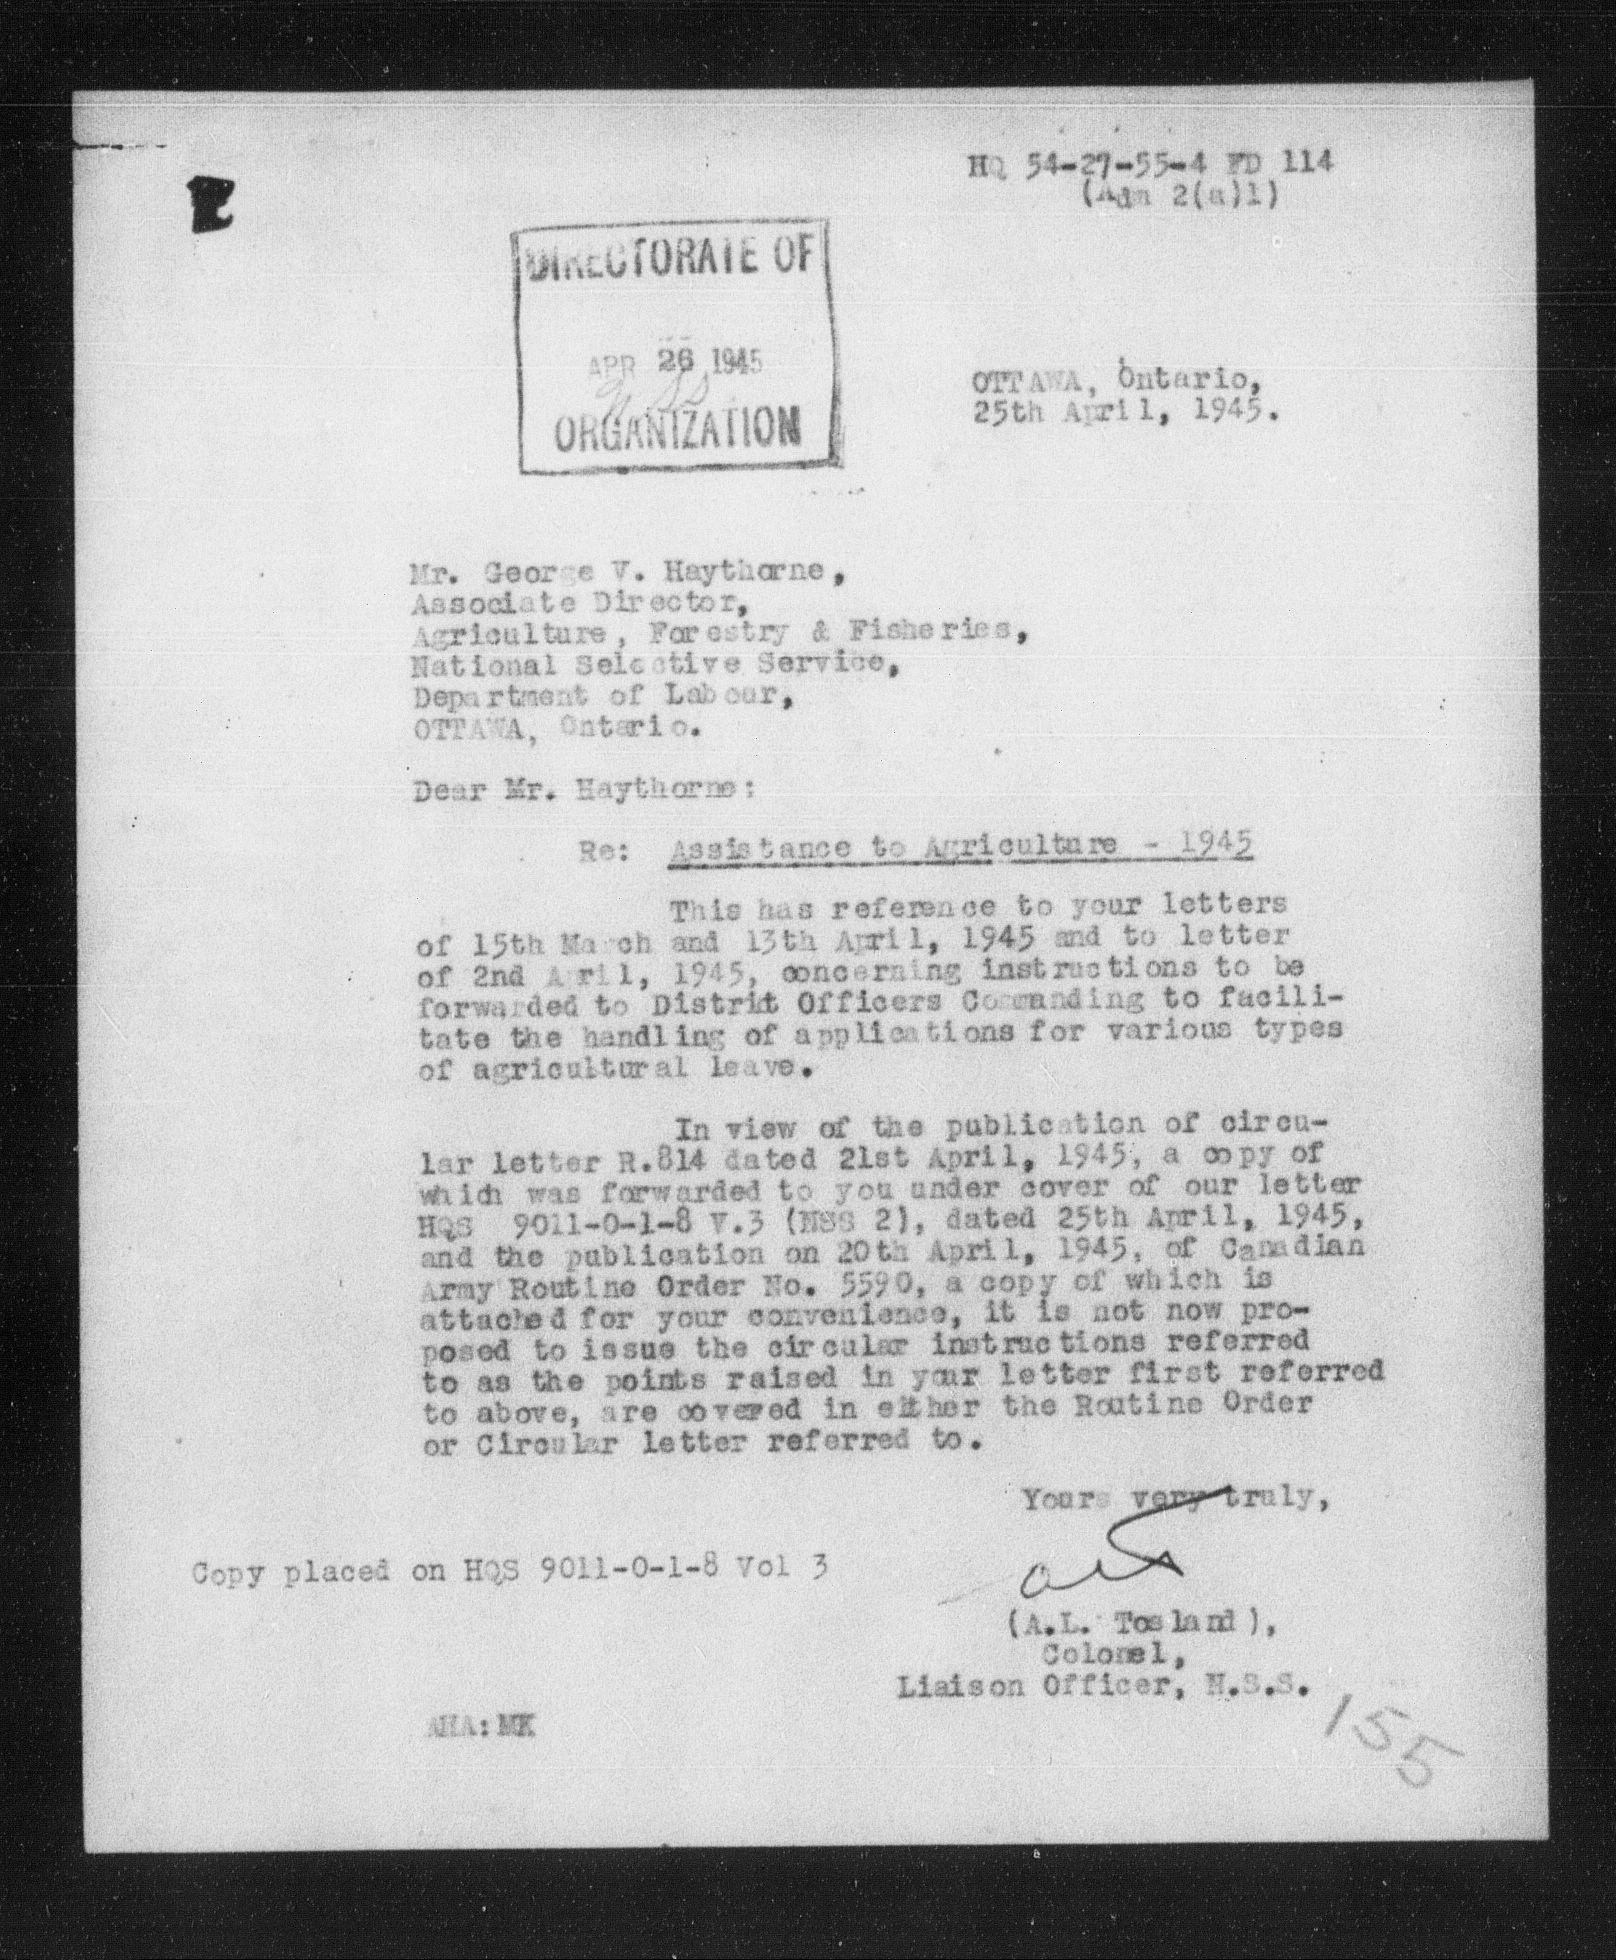 HQ 54-27-55-4 FD 114
(Adm 2(a)1)
DIRECTORATE OF
APR 26 1945
NSS
ORGANIZATION
OTTAWA, Ontario,
25th April, 1945.
Mr. George V. Haythorne,
Associate Director,
Agriculture, Forestry & Fisheries,
National Selective Service,
Department of Labour,
OTTAWA, Ontario.
Dear Mr. Haythorne:
Re: Assistance to Agriculture - 1945
This has reference to your letters
of 15th March and 13th April, 1945 and to letter
of 2nd April, 1945, concerning instructions to be
forwarded to District Officers Commanding to facili-
tate the handling of applications for various types
of agricultural leave.
In view of the publication of circu-
lar letter R.814 dated 21st April, 1945, a copy of
which was forwarded to you under cover of our letter
HQS 9011-0-1-8 V.3 (NSS 2), dated 25th April, 1945,
and the publication on 20th April, 1945, of Canadian
Army Routine Order No. 5590, a copy of which is
attached for your convenience, it is not now pro-
posed to issue the circular instructions referred
to as the points raised in your letter first referred
to above, are covered in either the Routine Order
or Circular letter referred to.
Yours very truly,
Copy placed on HQS 9011-0-1-8 Vol 3
(A.L. Tosland),
Colonel,
Liaison Officer, N.S.S.
AHA:MK
155